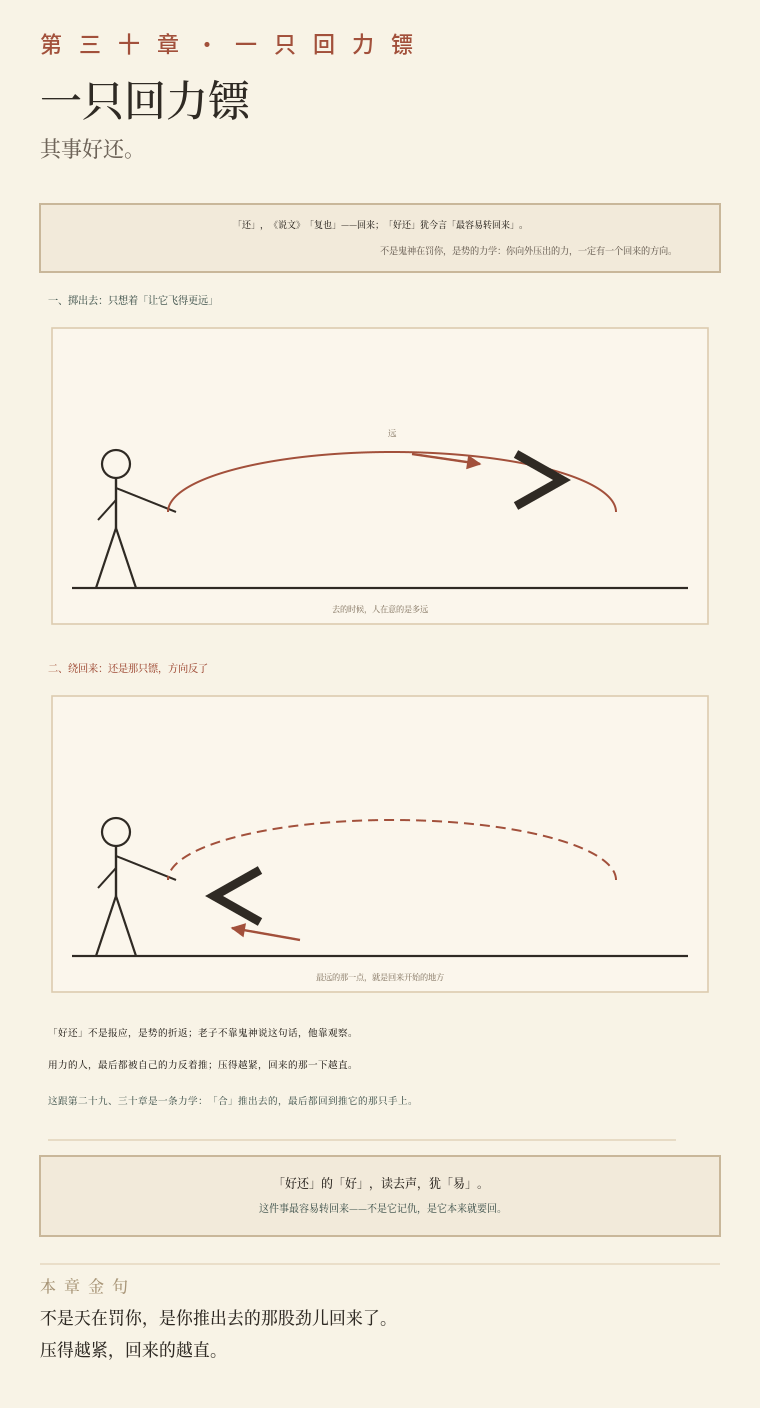 第三十章·一只回力镖
一只回力镖
其事好还。
「还」，《说文》「复也」——回来；「好还」犹今言「最容易转回来」。
不是鬼神在罚你，是势的力学：你向外压出的力，一定有一个回来的方向。
一、掷出去：只想着「让它飞得更远」
远
去的时候，人在意的是多远
二、绕回来：还是那只镖，方向反了
最远的那一点，就是回来开始的地方
「好还」不是报应，是势的折返；老子不靠鬼神说这句话，他靠观察。
用力的人，最后都被自己的力反着推；压得越紧，回来的那一下越直。
这跟第二十九、三十章是一条力学：「合」推出去的，最后都回到推它的那只手上。
「好还」的「好」，读去声，犹「易」。
这件事最容易转回来——不是它记仇，是它本来就要回。
本章金句
不是天在罚你，是你推出去的那股劲儿回来了。
压得越紧，回来的越直。